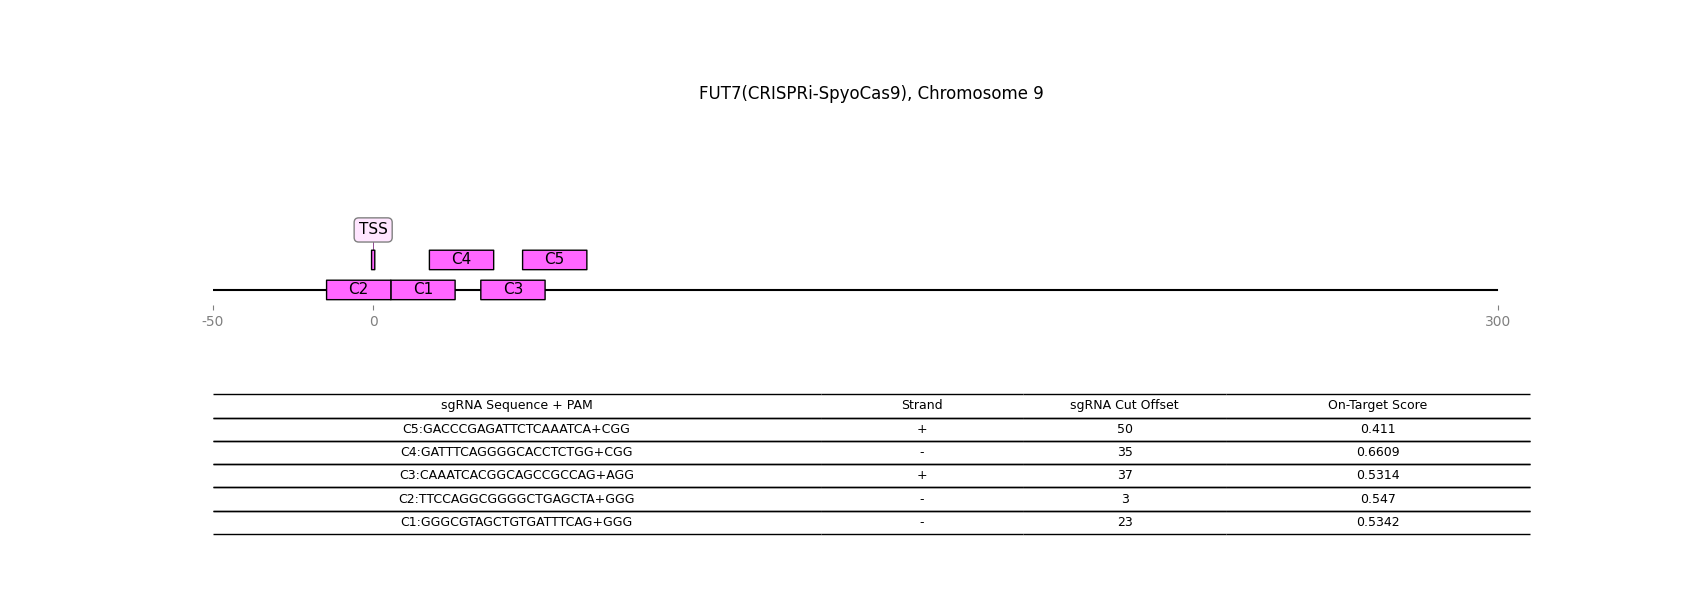 FUT7(CRISPRi-SpyoCas9), Chromosome 9
TSS
C4 C5
C2 C1 C3
-50 0 300
sgRNA Sequence + PAM Strand sgRNA Cut Offset On-Target Score
C5:GACCCGAGATTCTCAAATCA+CGG + 50 0.411
C4:GATTTCAGGGGCACCTCTGG+CGG - 35 0.6609
C3:CAAATCACGGCAGCCGCCAG+AGG + 37 0.5314
C2:TTCCAGGCGGGGCTGAGCTA+GGG - 3 0.547
C1:GGGCGTAGCTGTGATTTCAG+GGG - 23 0.5342